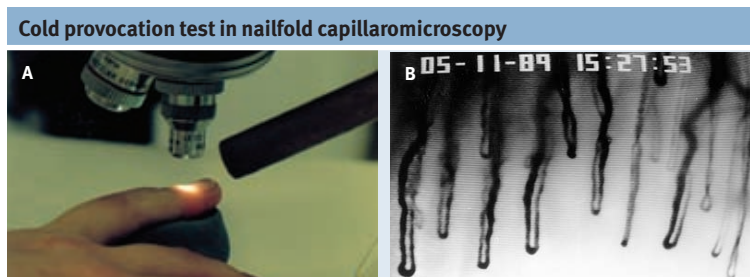 Cold provocation test in nailfold capillaromicroscopy
A
B
05-11-89 15:27:53